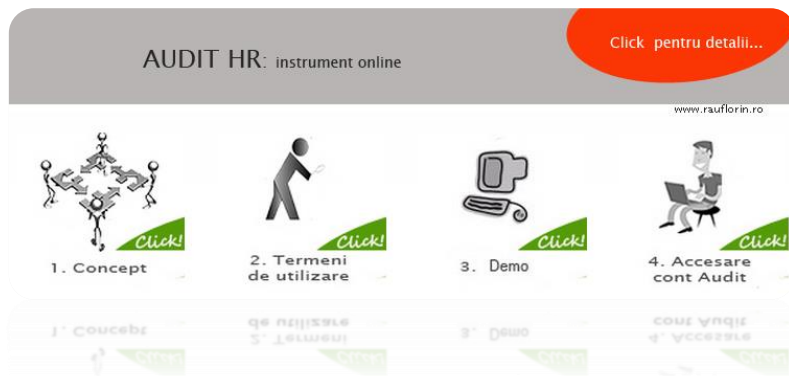 AUDIT HR: instrument online
Click pentru detalii...
www.rauflorin.ro
Click!
Click!
Click!
Click!
1. Concept
2. Termeni
de utilizare
3. Demo
4. Accesare
cont Audit